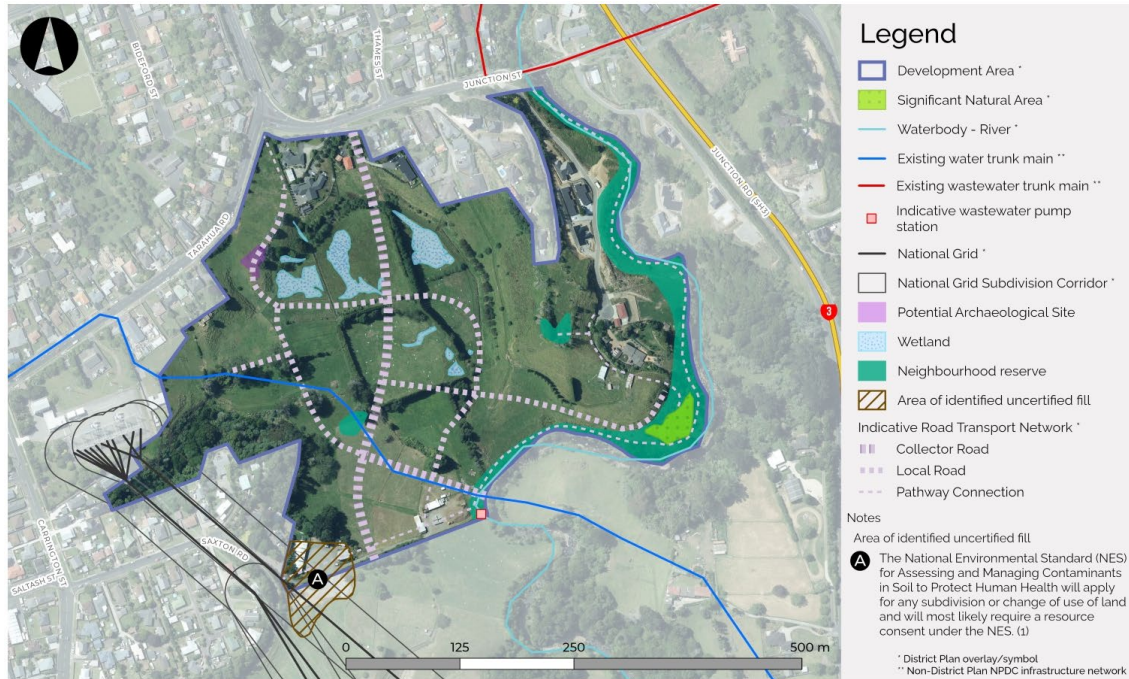 BIDEFORD ST
THAMES ST
JUNCTION ST
JUNCTION RD (SH3)
TARAHUA RD
3
CARRINGTON ST
SALTASH ST
SAXTON RD
A
0 125 250 500 m
Legend
Development Area *
Significant Natural Area *
Waterbody - River *
Existing water trunk main **
Existing wastewater trunk main **
Indicative wastewater pump
station
National Grid *
National Grid Subdivision Corridor *
Potential Archaeological Site
Wetland
Neighbourhood reserve
Area of identified uncertified fill
Indicative Road Transport Network *
Collector Road
Local Road
Pathway Connection
Notes
Area of identified uncertified fill
A The National Environmental Standard (NES)
for Assessing and Managing Contaminants
in Soil to Protect Human Health will apply
for any subdivision or change of use of land
and will most likely require a resource
consent under the NES. (1)
* District Plan overlay/symbol
** Non-District Plan NPDC infrastructure network